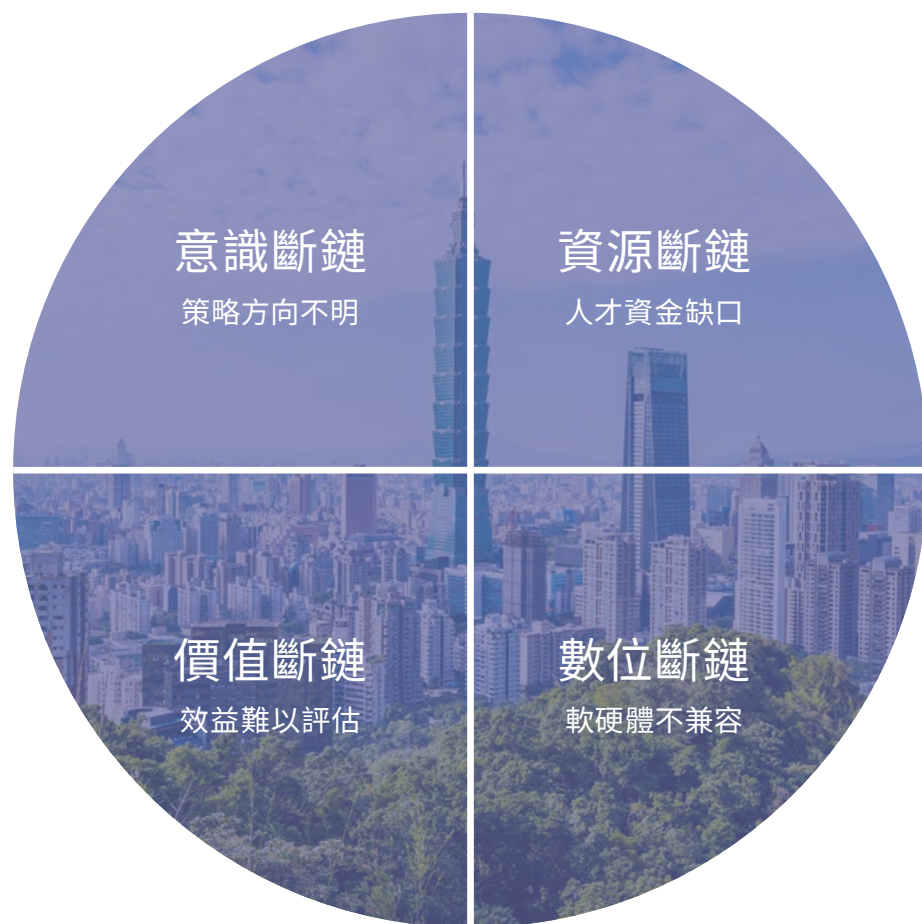 意識斷鏈
策略方向不明
資源斷鏈
人才資金缺口
價值斷鏈
效益難以評估
數位斷鏈
軟硬體不兼容